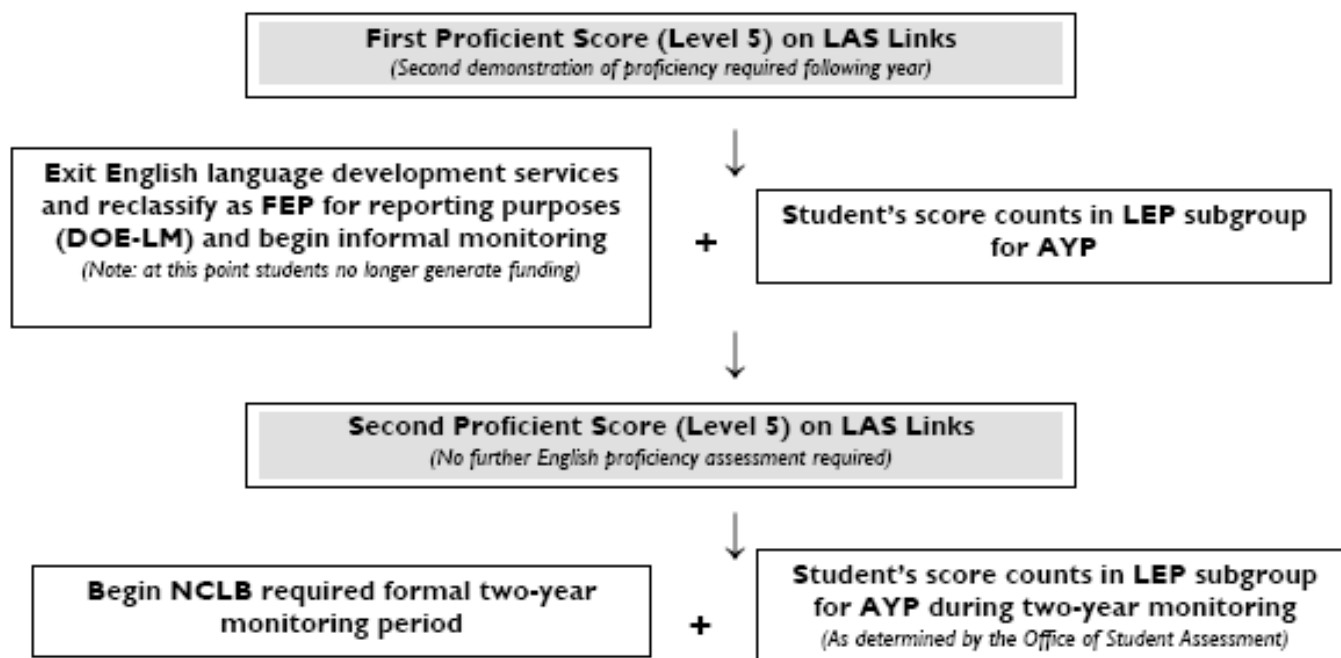 First Proficient Score (Level 5) on LAS Links
(Second demonstration of proficiency required following year)
Exit English language development services
and reclassify as FEP for reporting purposes
(DOE-LM) and begin informal monitoring
(Note: at this point students no longer generate funding)
+
Student's score counts in LEP subgroup
for AYP
Second Proficient Score (Level 5) on LAS Links
(No further English proficiency assessment required)
Begin NCLB required formal two-year
monitoring period
+
Student's score counts in LEP subgroup
for AYP during two-year monitoring
(As determined by the Office of Student Assessment)